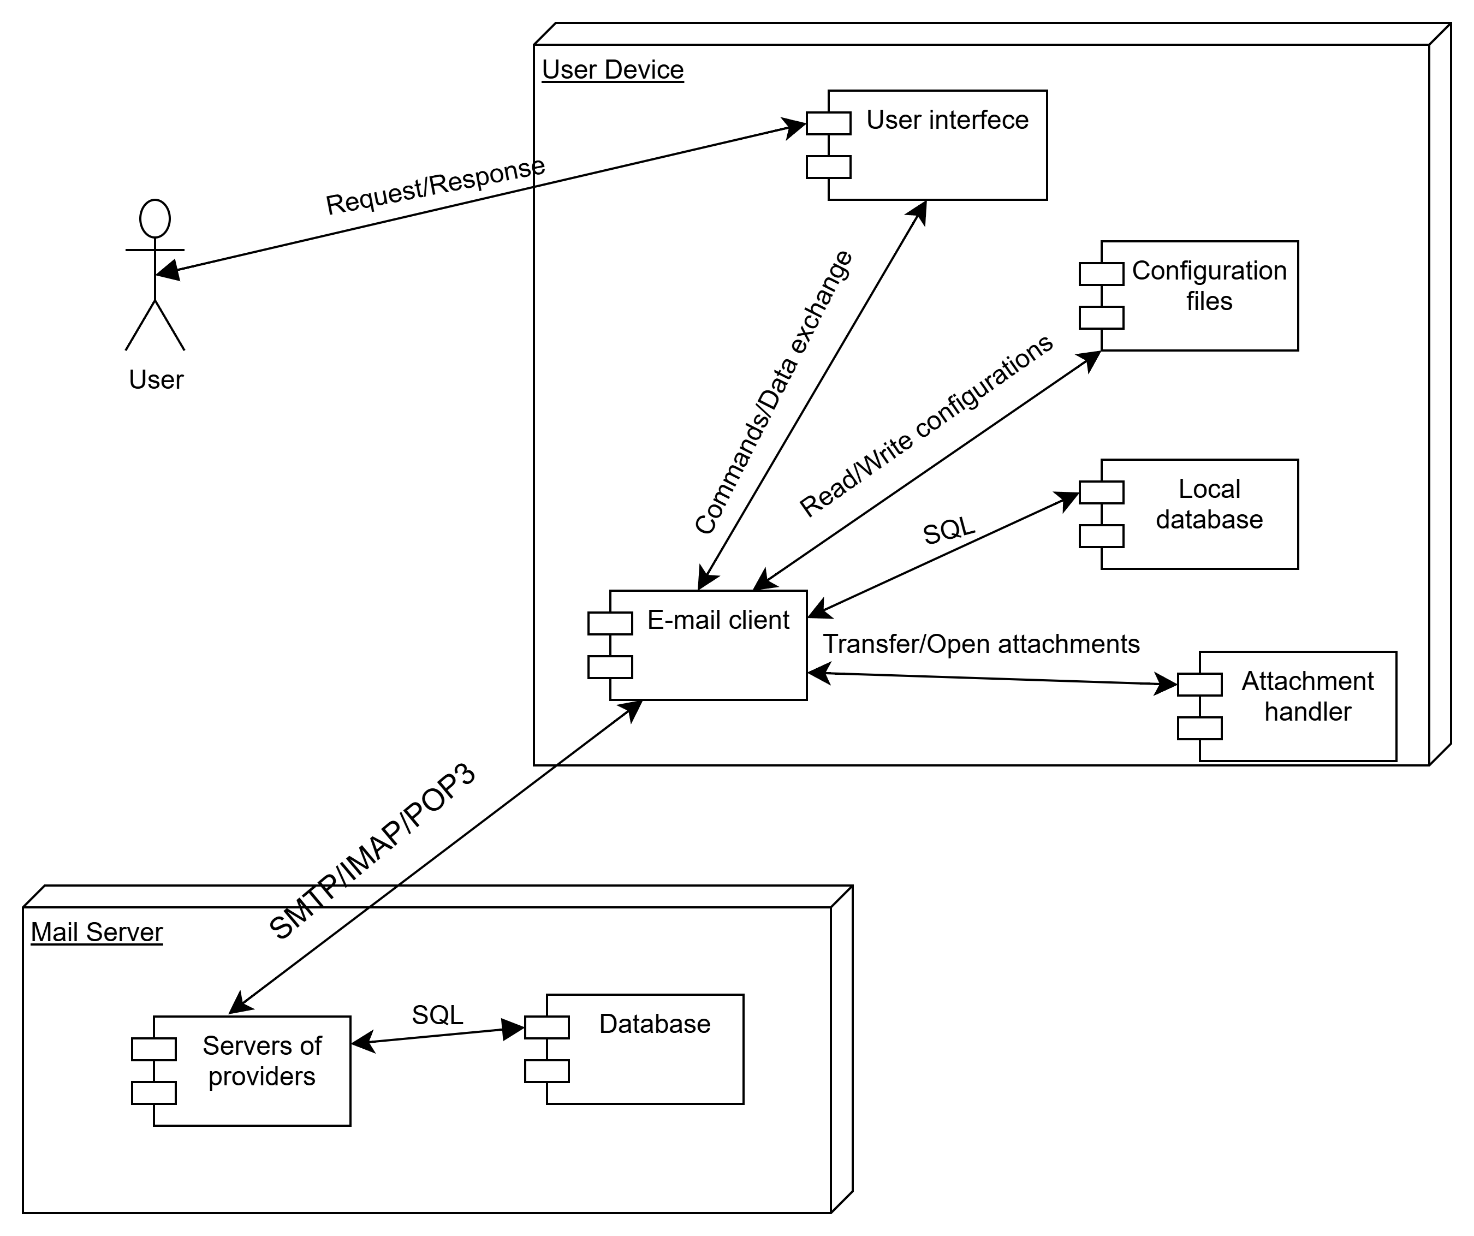 User Device
User interfece
Request/Response
User
Configuration
files
Commands/Data exchange
Read/Write configurations
Local
database
SQL
E-mail client
Transfer/Open attachments
Attachment
handler
SMTP/IMAP/POP3
Mail Server
Servers of
providers
SQL
Database